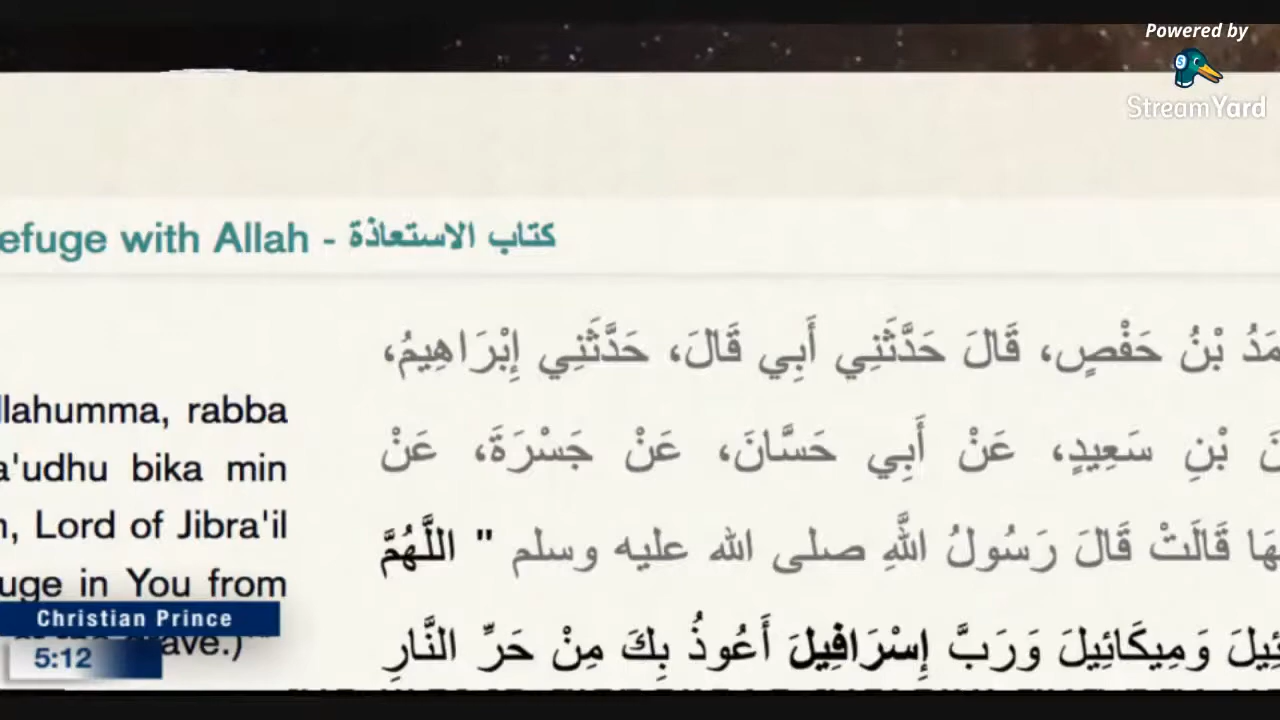 Powered by
StreamYard
efuge with Allah - كتاب الاستعاذة
مَدُ بْنُ حَفْصٍ، قَالَ حَدَّثَنِي أَبِي قَالَ، حَدَّثَنِي إِبْرَاهِيمُ،
بْنِ سَعِيدٍ، عَنْ أَبِي حَسَّانَ، عَنْ جَسْرَةَ، عَنْ
هَا قَالَتْ قَالَ رَسُولُ اللَّهِ صلى الله عليه وسلم " اللَّهُمَّ
ئِيلَ وَمِيكَائِيلَ وَرَبَّ إِسْرَافِيلَ أَعُوذُ بِكَ مِنْ حَرِّ النَّارِ
llahumma, rabba
a'udhu bika min
, Lord of Jibra'il
uge in You from
ave.)
Christian Prince
5:12